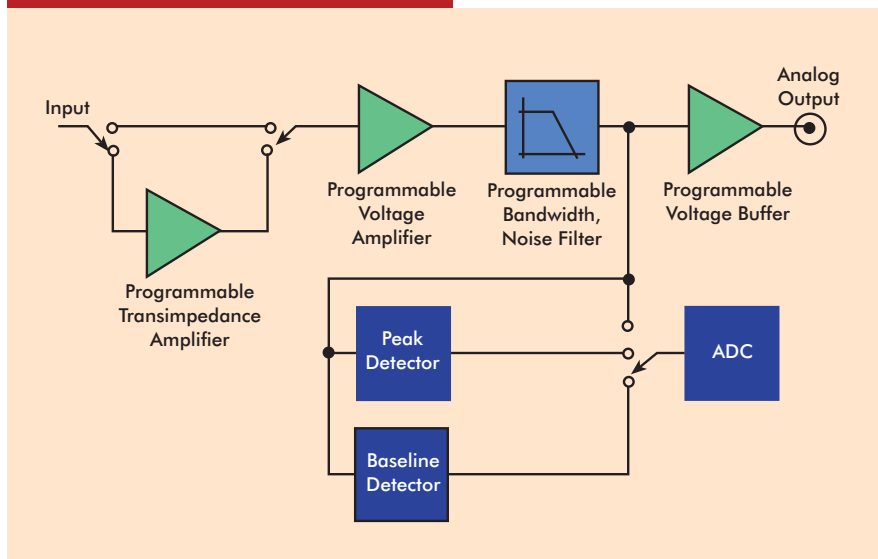 Input
Analog
Output
Programmable
Voltage
Amplifier
Programmable
Bandwidth,
Noise Filter
Programmable
Voltage Buffer
Programmable
Transimpedance
Amplifier
Peak
Detector
ADC
Baseline
Detector